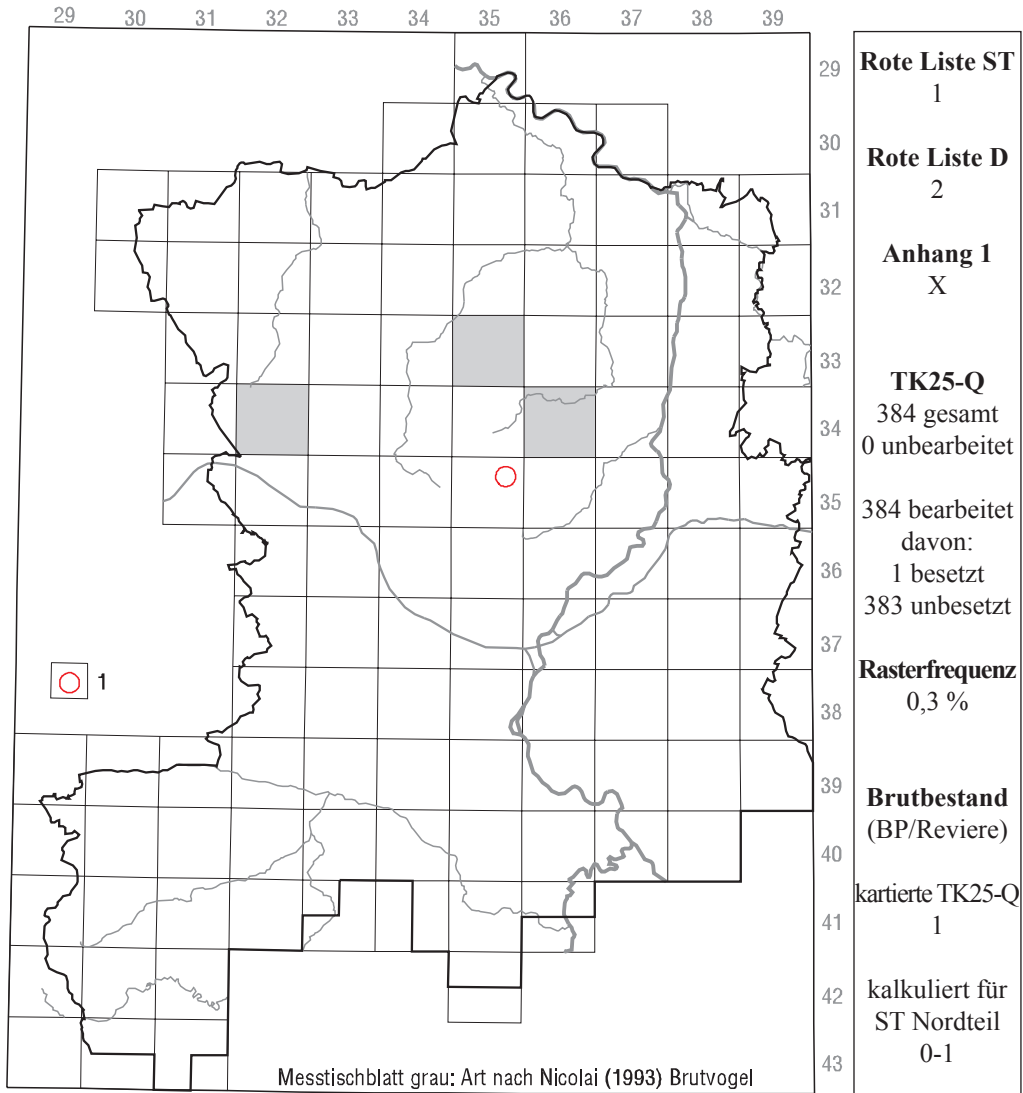 29 30 31 32 33 34 35 36 37 38 39
29
30
31
32
33
34
35
36
37
38
39
40
41
42
43
1
Messtischblatt grau: Art nach Nicolai (1993) Brutvogel
Rote Liste ST
1
Rote Liste D
2
Anhang 1
X
TK25-Q
384 gesamt
0 unbearbeitet
384 bearbeitet
davon:
1 besetzt
383 unbesetzt
Rasterfrequenz
0,3 %
Brutbestand
(BP/Reviere)
kartierte TK25-Q
1
kalkuliert für
ST Nordteil
0-1